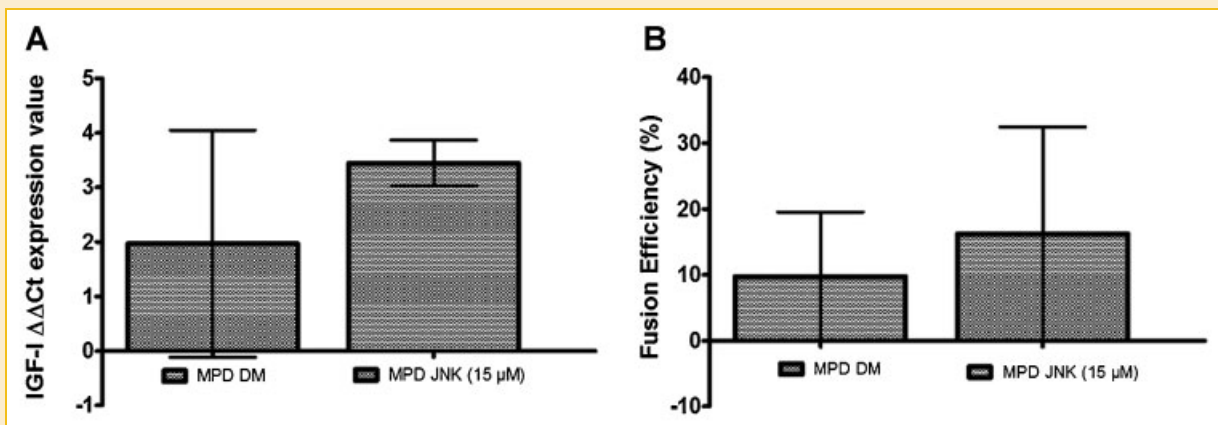 A
IGF-I ΔΔCt expression value
5
4
3
2
1
0
-1
MPD DM
MPD JNK (15 µM)
B
Fusion Efficiency (%)
40
30
20
10
0
-10
MPD DM
MPD JNK (15 µM)